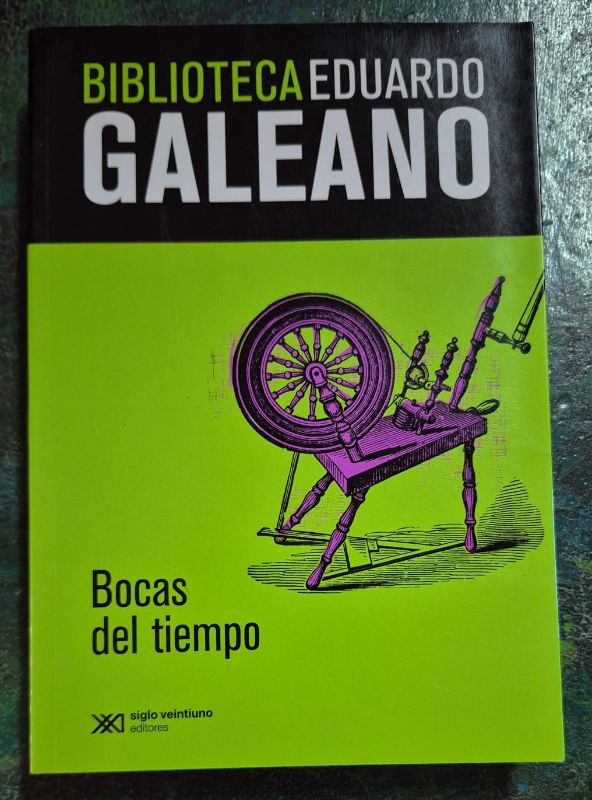 BIBLIOTECA EDUARDO
GALEANO
Bocas
del tiempo
siglo veintiuno
editores